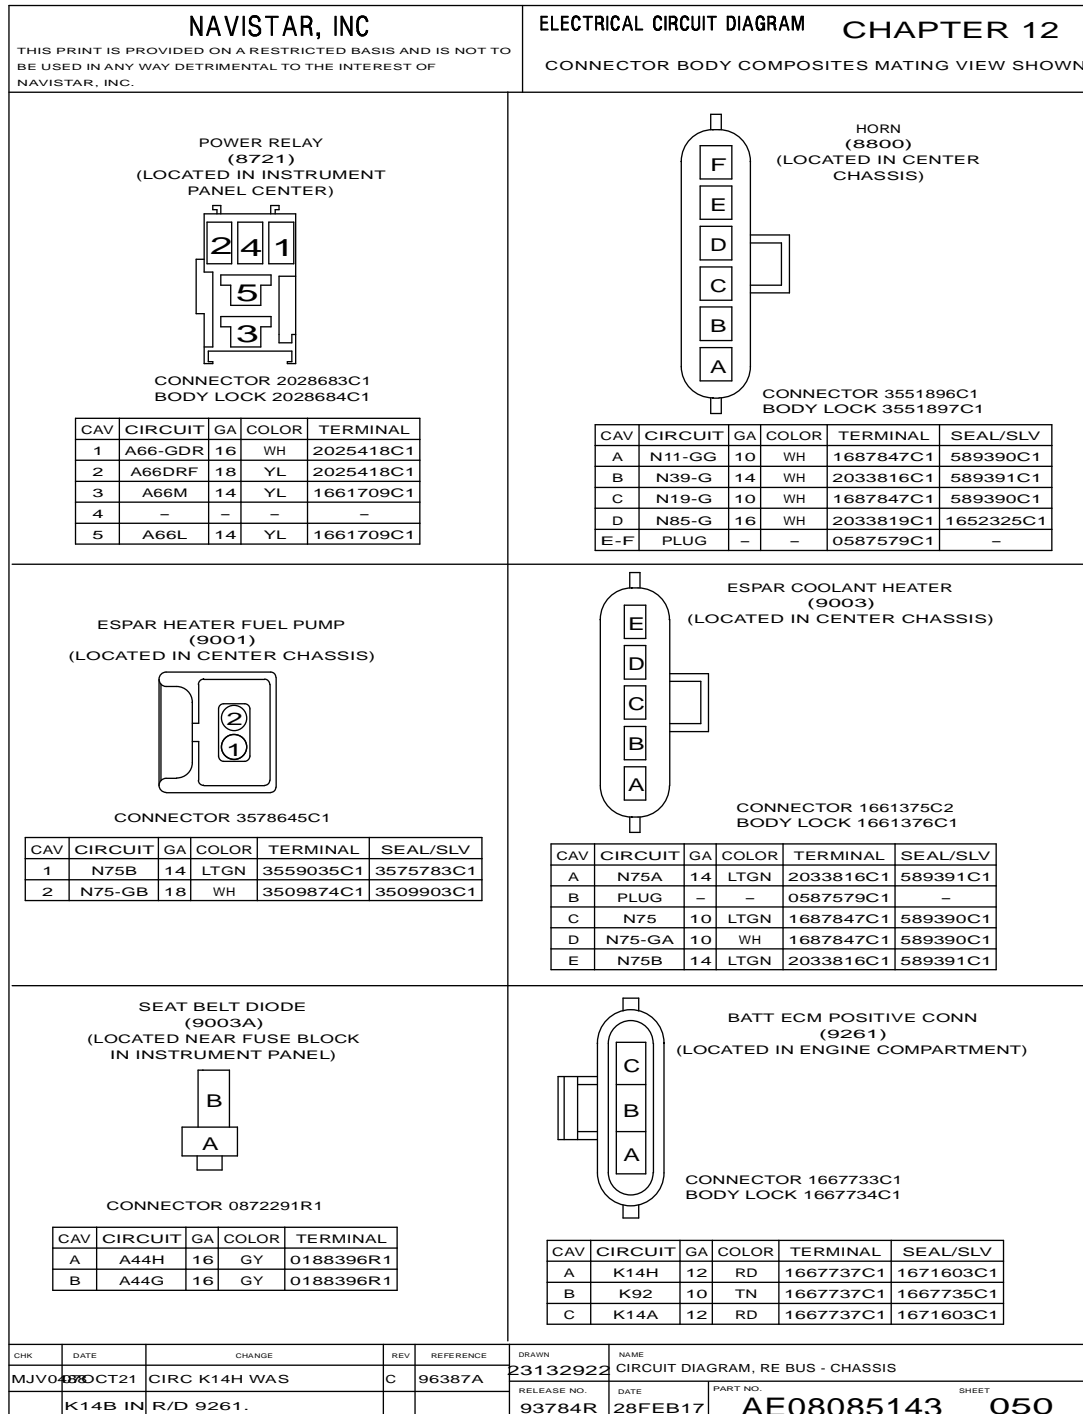 NAVISTAR, INC
THIS PRINT IS PROVIDED ON A RESTRICTED BASIS AND IS NOT TO
BE USED IN ANY WAY DETRIMENTAL TO THE INTEREST OF
NAVISTAR, INC.
ELECTRICAL CIRCUIT DIAGRAM CHAPTER 12
CONNECTOR BODY COMPOSITES MATING VIEW SHOWN
POWER RELAY
(8721)
(LOCATED IN INSTRUMENT
PANEL CENTER)
2 4 1
5
3
CONNECTOR 2028683C1
BODY LOCK 2028684C1
CAV CIRCUIT GA COLOR TERMINAL
1 A66-GDR 16 WH 2025418C1
2 A66DRF 18 YL 2025418C1
3 A66M 14 YL 1661709C1
4 – – – –
5 A66L 14 YL 1661709C1
HORN
(8800)
(LOCATED IN CENTER
CHASSIS)
F
E
D
C
B
A
CONNECTOR 3551896C1
BODY LOCK 3551897C1
CAV CIRCUIT GA COLOR TERMINAL SEAL/SLV
A N11-GG 10 WH 1687847C1 589390C1
B N39-G 14 WH 2033816C1 589391C1
C N19-G 10 WH 1687847C1 589390C1
D N85-G 16 WH 2033819C1 1652325C1
E-F PLUG – – 0587579C1 –
ESPAR HEATER FUEL PUMP
(9001)
(LOCATED IN CENTER CHASSIS)
2
1
CONNECTOR 3578645C1
CAV CIRCUIT GA COLOR TERMINAL SEAL/SLV
1 N75B 14 LTGN 3559035C1 3575783C1
2 N75-GB 18 WH 3509874C1 3509903C1
ESPAR COOLANT HEATER
(9003)
(LOCATED IN CENTER CHASSIS)
E
D
C
B
A
CONNECTOR 1661375C2
BODY LOCK 1661376C1
CAV CIRCUIT GA COLOR TERMINAL SEAL/SLV
A N75A 14 LTGN 2033816C1 589391C1
B PLUG – – 0587579C1 –
C N75 10 LTGN 1687847C1 589390C1
D N75-GA 10 WH 1687847C1 589390C1
E N75B 14 LTGN 2033816C1 589391C1
SEAT BELT DIODE
(9003A)
(LOCATED NEAR FUSE BLOCK
IN INSTRUMENT PANEL)
B
A
CONNECTOR 0872291R1
CAV CIRCUIT GA COLOR TERMINAL
A A44H 16 GY 0188396R1
B A44G 16 GY 0188396R1
BATT ECM POSITIVE CONN
(9261)
(LOCATED IN ENGINE COMPARTMENT)
C
B
A
CONNECTOR 1667733C1
BODY LOCK 1667734C1
CAV CIRCUIT GA COLOR TERMINAL SEAL/SLV
A K14H 12 RD 1667737C1 1671603C1
B K92 10 TN 1667737C1 1667735C1
C K14A 12 RD 1667737C1 1671603C1
CHK DATE CHANGE REV REFERENCE
CIRC K14H WAS C 96387A
K14B IN R/D 9261.
DRAWN NAME
23132922 CIRCUIT DIAGRAM, RE BUS - CHASSIS
RELEASE NO. DATE PART NO. SHEET
93784R 28FEB17 AE08085143 050